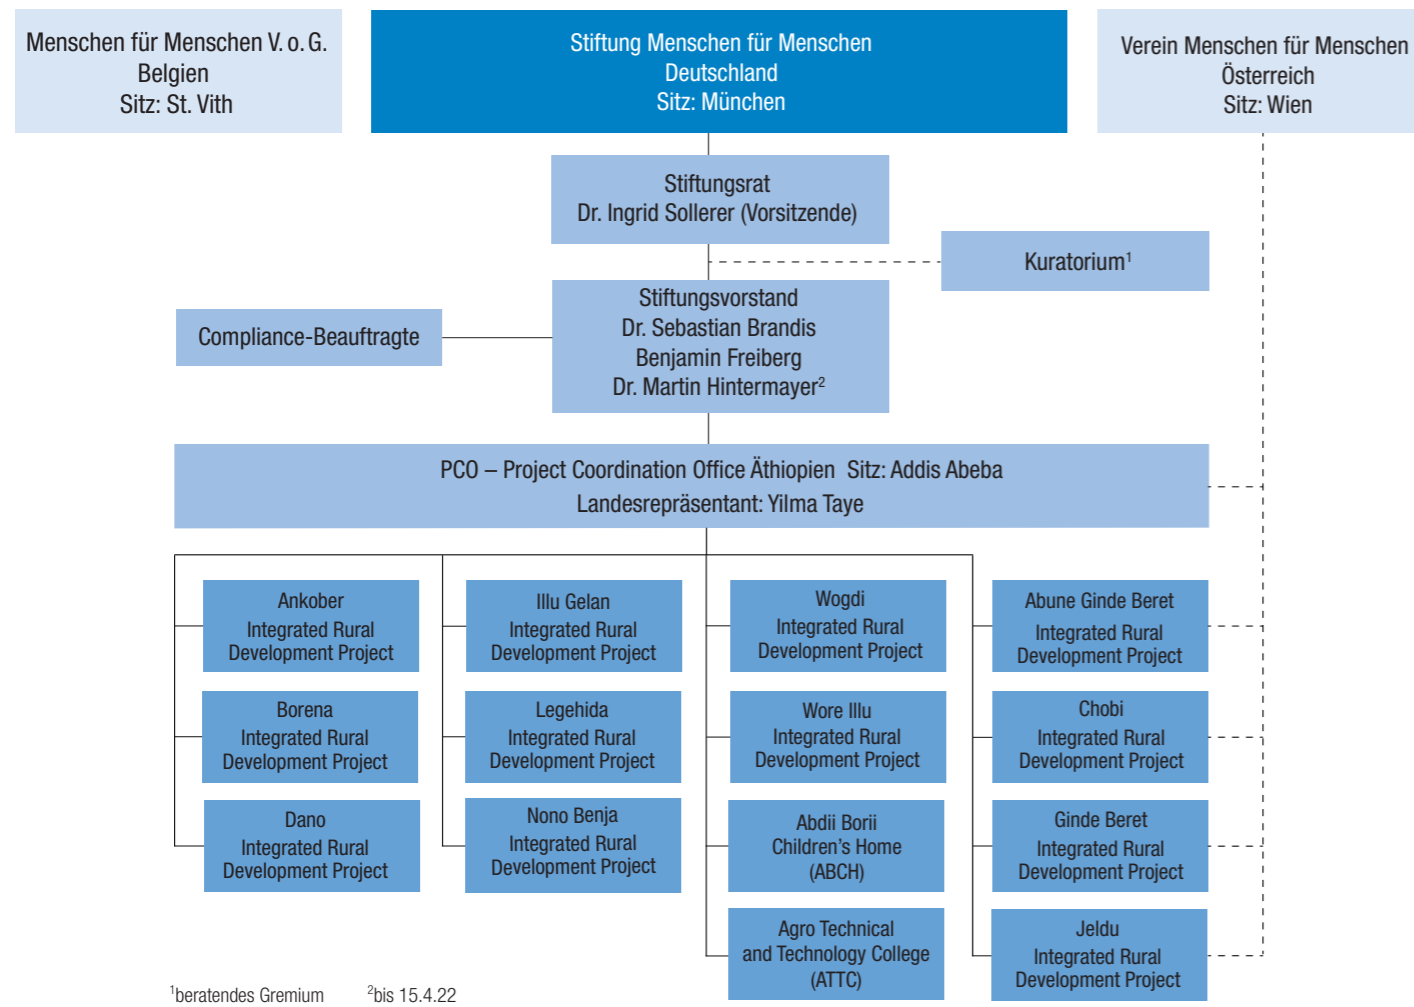 Menschen für Menschen V. o. G.
Belgien
Sitz: St. Vith
Stiftung Menschen für Menschen
Deutschland
Sitz: München
Verein Menschen für Menschen
Österreich
Sitz: Wien
Stiftungsrat
Dr. Ingrid Sollerer (Vorsitzende)
Kuratorium¹
Stiftungsvorstand
Dr. Sebastian Brandis
Benjamin Freiberg
Dr. Martin Hintermayer²
Compliance-Beauftragte
PCO – Project Coordination Office Äthiopien Sitz: Addis Abeba
Landesrepräsentant: Yilma Taye
Ankober
Integrated Rural
Development Project
Illu Gelan
Integrated Rural
Development Project
Wogdi
Integrated Rural
Development Project
Abune Ginde Beret
Integrated Rural
Development Project
Borena
Integrated Rural
Development Project
Legehida
Integrated Rural
Development Project
Wore Illu
Integrated Rural
Development Project
Chobi
Integrated Rural
Development Project
Dano
Integrated Rural
Development Project
Nono Benja
Integrated Rural
Development Project
Abdii Borii
Children's Home
(ABCH)
Ginde Beret
Integrated Rural
Development Project
Agro Technical
and Technology College
(ATTC)
Jeldu
Integrated Rural
Development Project
¹beratendes Gremium ²bis 15.4.22